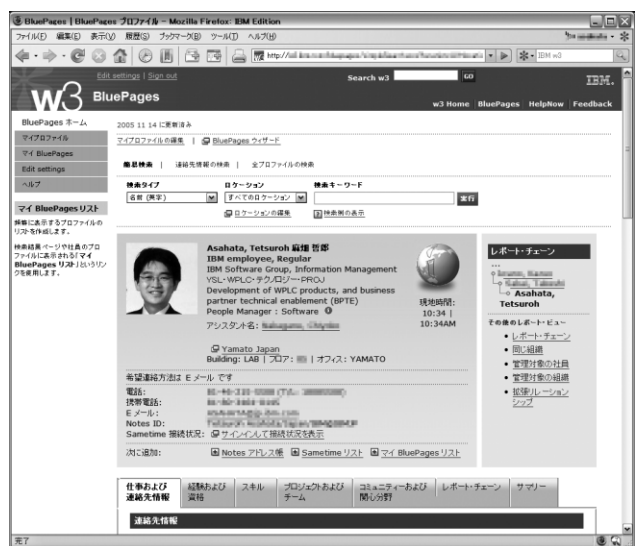 BluePages | BluePages プロファイル - Mozilla Firefox: IBM Edition
ファイル(F) 編集(E) 表示(V) 履歴(S) ブックマーク(B) ツール(T) ヘルプ(H)
http://
IBM w3
Edit settings | Sign out
Search w3 GO
IBM.
w3 BluePages
w3 Home BluePages HelpNow Feedback
BluePages ホーム
マイプロファイル
マイ BluePages
Edit settings
ヘルプ
マイ BluePages リスト
頻繁に表示するプロファイルの
リストを作成します。
検索結果ページや社員のプロ
ファイルに表示される「マイ
BluePages リスト」というリン
クを使用します。
2005 11 14 に更新済み
マイプロファイルの編集 | BluePages ウィザード
簡易検索 | 連絡先情報の検索 | 全プロファイルの検索
検索タイプ ロケーション 検索キーワード
名前 (英字) すべてのロケーション 実行
ロケーションの編集 検索例の表示
Asahata, Tetsuroh 麻畑 哲郎
IBM employee, Regular
IBM Software Group, Information Management
YSL-WPLC-テクノロジー-PROJ
Development of WPLC products, and business
partner technical enablement (BPTE)
People Manager : Software
アシスタント名:
Yamato Japan
Building: LAB | フロア: | オフィス: YAMATO
現地時間:
10:34 |
10:34AM
希望連絡方法は E メール です
電話:
携帯電話:
E メール:
Notes ID:
Sametime 接続状況: サインインして接続状況を表示
次に追加: Notes アドレス帳 Sametime リスト マイ BluePages リスト
レポート・チェーン
...
Asahata,
Tetsuroh
その他のレポート・ビュー
レポート・チェーン
同じ組織
管理対象の社員
管理対象の組織
拡張リレーション
シップ
仕事および
連絡先情報
経験および
資格
スキル
プロジェクトおよび
チーム
コミュニティーおよび
関心分野
レポート・チェーン
サマリー
連絡先情報
完了